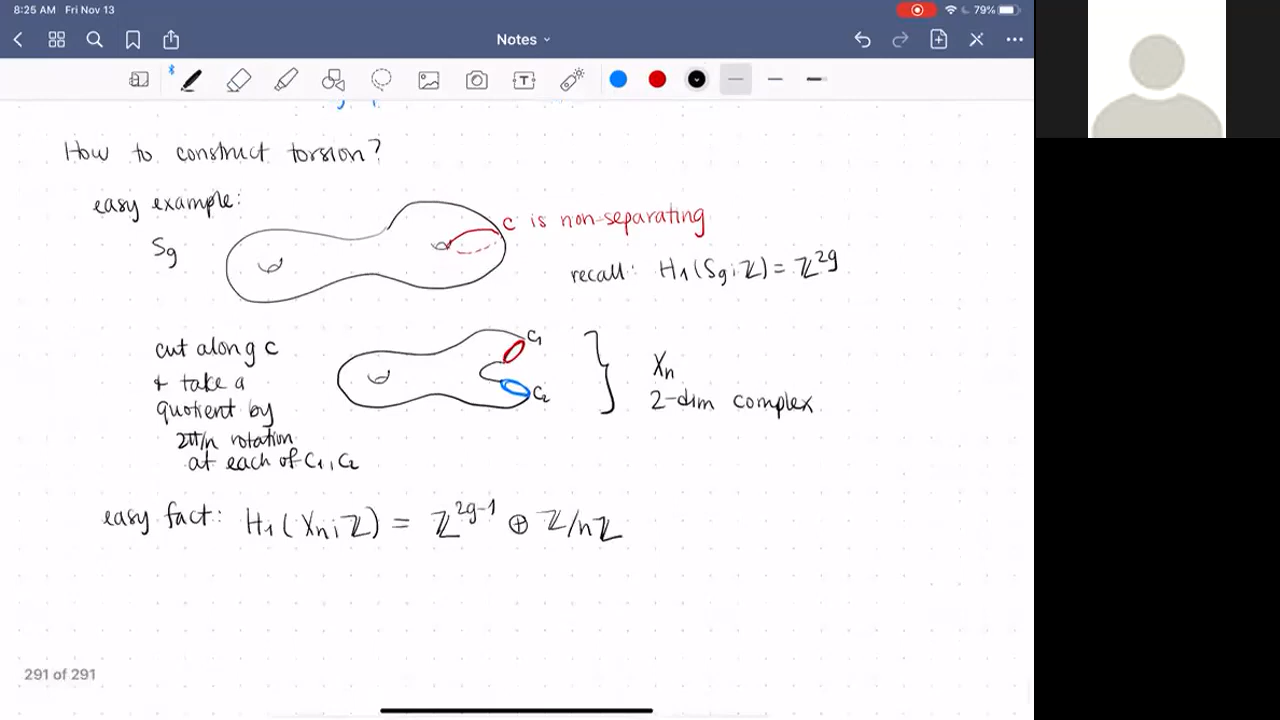 8:25 AM Fri Nov 13
79%
Notes
How to construct torsion?
easy example:
Sg
c is non-separating
recall: H₁(Sg; ℤ) = ℤ^2g
cut along c
+ take a
quotient by
2π/n rotation
at each of C₁, C₂
C₁
C₂
Xn
2-dim complex
easy fact: H₁(Xn; ℤ) = ℤ^2g-1 ⊕ ℤ/nℤ
291 of 291